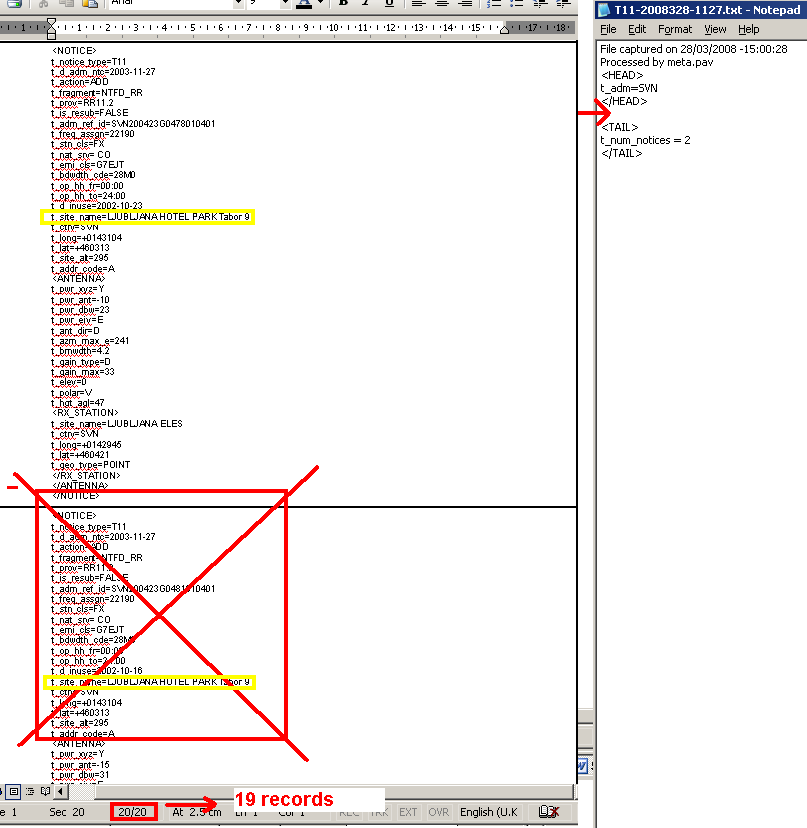 Arial
9
1 1 2 3 4 5 6 7 8 9 10 11 12 13 14 15 17 18
<NOTICE>
t_notice_type=T11
t_d_adm_ntc=2003-11-27
t_action=ADD
t_fragment=NTFD_RR
t_prov=RR11.2
t_is_resub=FALSE
t_adm_ref_id=SVN200423G0478010401
t_freq_assgn=22190
t_stn_cls=FX
t_nat_srv= CO
t_emi_cls=G7EJT
t_bdwdth_cde=28M0
t_op_hh_fr=00:00
t_op_hh_to=24:00
t_d_inuse=2002-10-23
t_site_name=LJUBLJANA HOTEL PARK Tabor 9
t_ctry=SVN
t_long=+0143104
t_lat=+460313
t_site_alt=295
t_addr_code=A
<ANTENNA>
t_pwr_xyz=Y
t_pwr_ant=-10
t_pwr_dbw=23
t_pwr_eiv=E
t_ant_dir=D
t_azm_max_e=241
t_bmwdth=4.2
t_gain_type=D
t_gain_max=33
t_elev=0
t_polar=V
t_hgt_agl=47
<RX_STATION>
t_site_name=LJUBLJANA ELES
t_ctry=SVN
t_long=+0142945
t_lat=+460421
t_geo_type=POINT
</RX_STATION>
</ANTENNA>
</NOTICE>
<NOTICE>
t_notice_type=T11
t_d_adm_ntc=2003-11-27
t_action=ADD
t_fragment=NTFD_RR
t_prov=RR11.2
t_is_resub=FALSE
t_adm_ref_id=SVN200423G0481010401
t_freq_assgn=22190
t_stn_cls=FX
t_nat_srv= CO
t_emi_cls=G7EJT
t_bdwdth_cde=28M0
t_op_hh_fr=00:00
t_op_hh_to=24:00
t_d_inuse=2002-10-16
t_site_name=LJUBLJANA HOTEL PARK Tabor 9
t_ctry=SVN
t_long=+0143104
t_lat=+460313
t_site_alt=295
t_addr_code=A
<ANTENNA>
t_pwr_xyz=Y
t_pwr_ant=-15
t_pwr_dbw=31
19 records
e 1 Sec 20 20/20 At 2.5 cm Ln 1 Col 1 REC TRK EXT OVR English (U.K
T11-2008328-1127.txt - Notepad
File Edit Format View Help
File captured on 28/03/2008 -15:00:28
Processed by meta.pav
<HEAD>
t_adm=SVN
</HEAD>
<TAIL>
t_num_notices = 2
</TAIL>